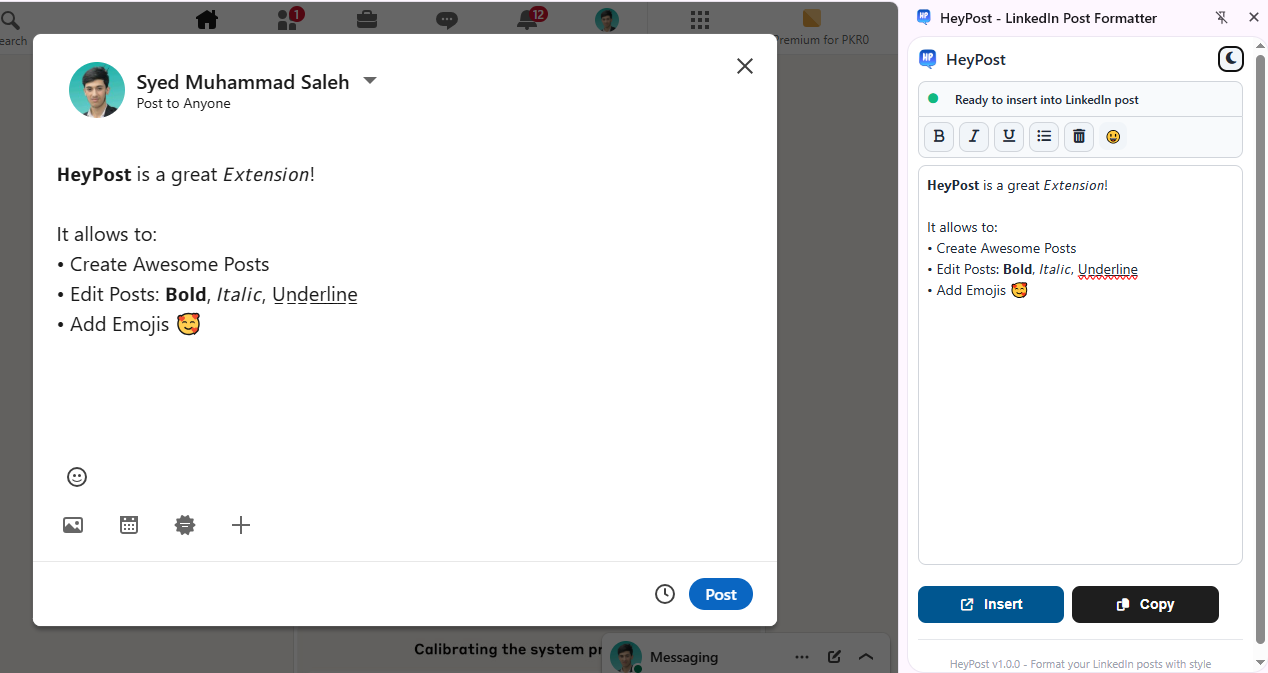 1
12
earch
remium for PKR0
Syed Muhammad Saleh
Post to Anyone
HeyPost is a great Extension!
It allows to:
• Create Awesome Posts
• Edit Posts: Bold, Italic, Underline
• Add Emojis 🥰
Post
Calibrating the system pr
Messaging
HeyPost - LinkedIn Post Formatter
HP HeyPost
Ready to insert into LinkedIn post
B I U
HeyPost is a great Extension!
It allows to:
• Create Awesome Posts
• Edit Posts: Bold, Italic, Underline
• Add Emojis 🥰
Insert
Copy
HeyPost v1.0.0 - Format your LinkedIn posts with style